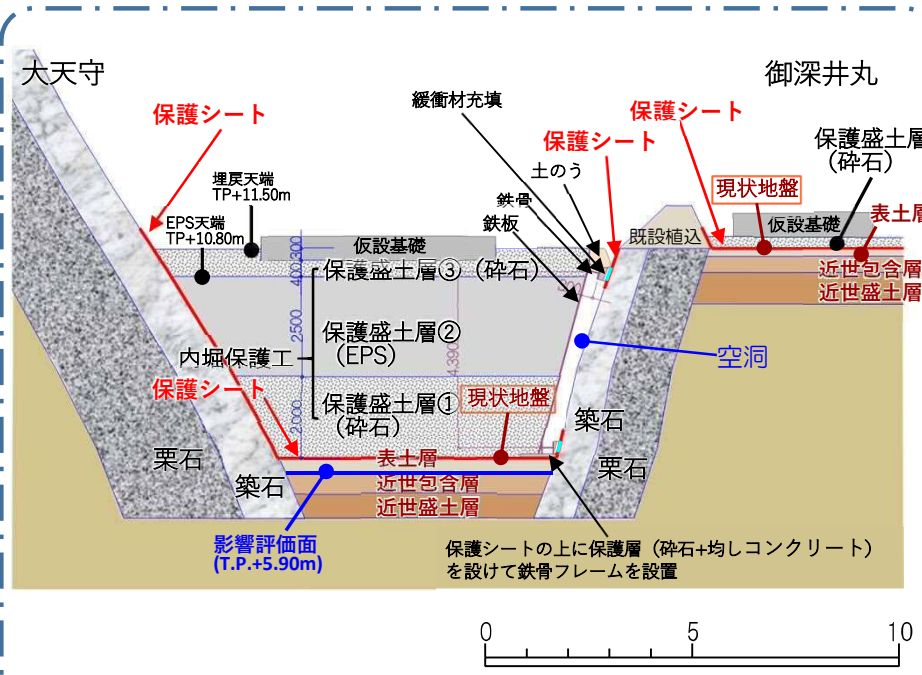 大天守
御深井丸
緩衝材充填
保護シート
保護シート
保護シート
保護盛土層
(砕石)
土のう
埋戻天端
TP+11.50m
現状地盤
鉄骨
表土層
EPS天端
TP+10.80m
鉄板
既設植込
仮設基礎
仮設基礎
400,300
保護盛土層③(砕石)
近世包含層
近世盛土層
2500
保護盛土層②
(EPS)
内堀保護工
4,390
空洞
保護シート
現状地盤
保護盛土層①
(砕石)
2,000
築石
表土層
栗石
栗石
築石
近世包含層
近世盛土層
影響評価面
(T.P.+5.90m)
保護シートの上に保護層(砕石+均しコンクリート)
を設けて鉄骨フレームを設置
0 5 10